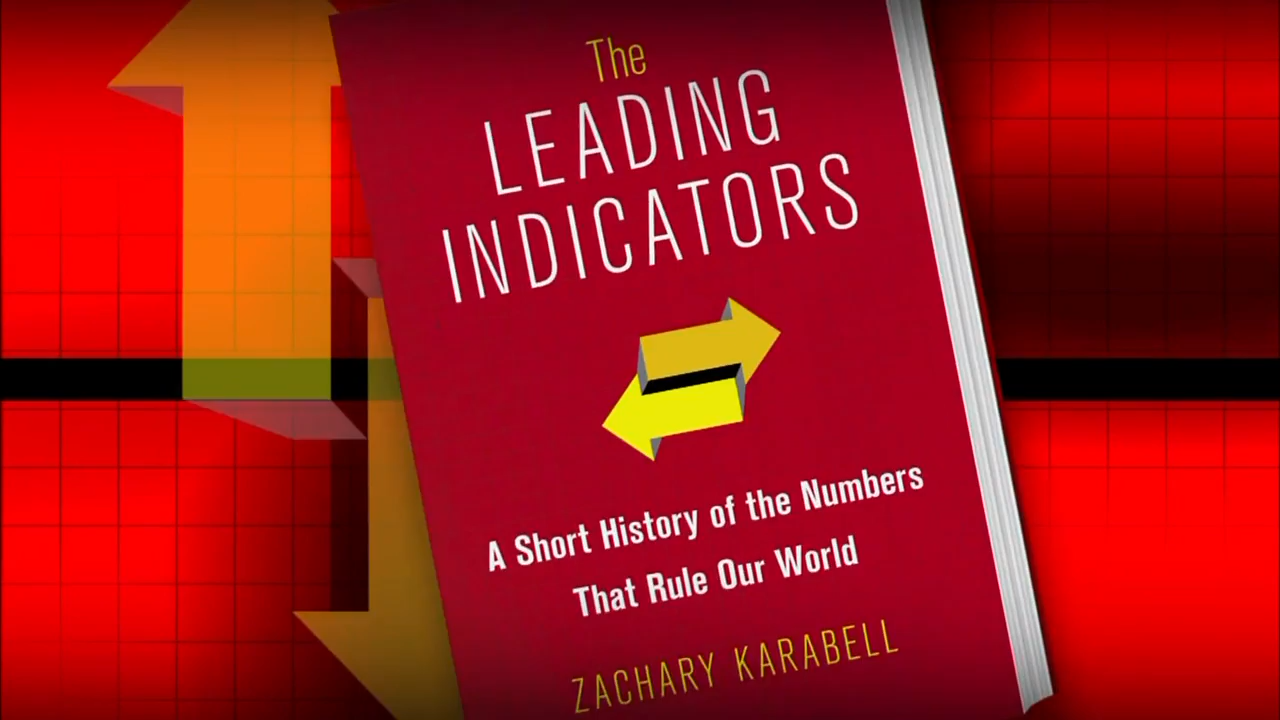 The
LEADING
INDICATORS
A Short History of the Numbers
That Rule Our World
ZACHARY KARABELL